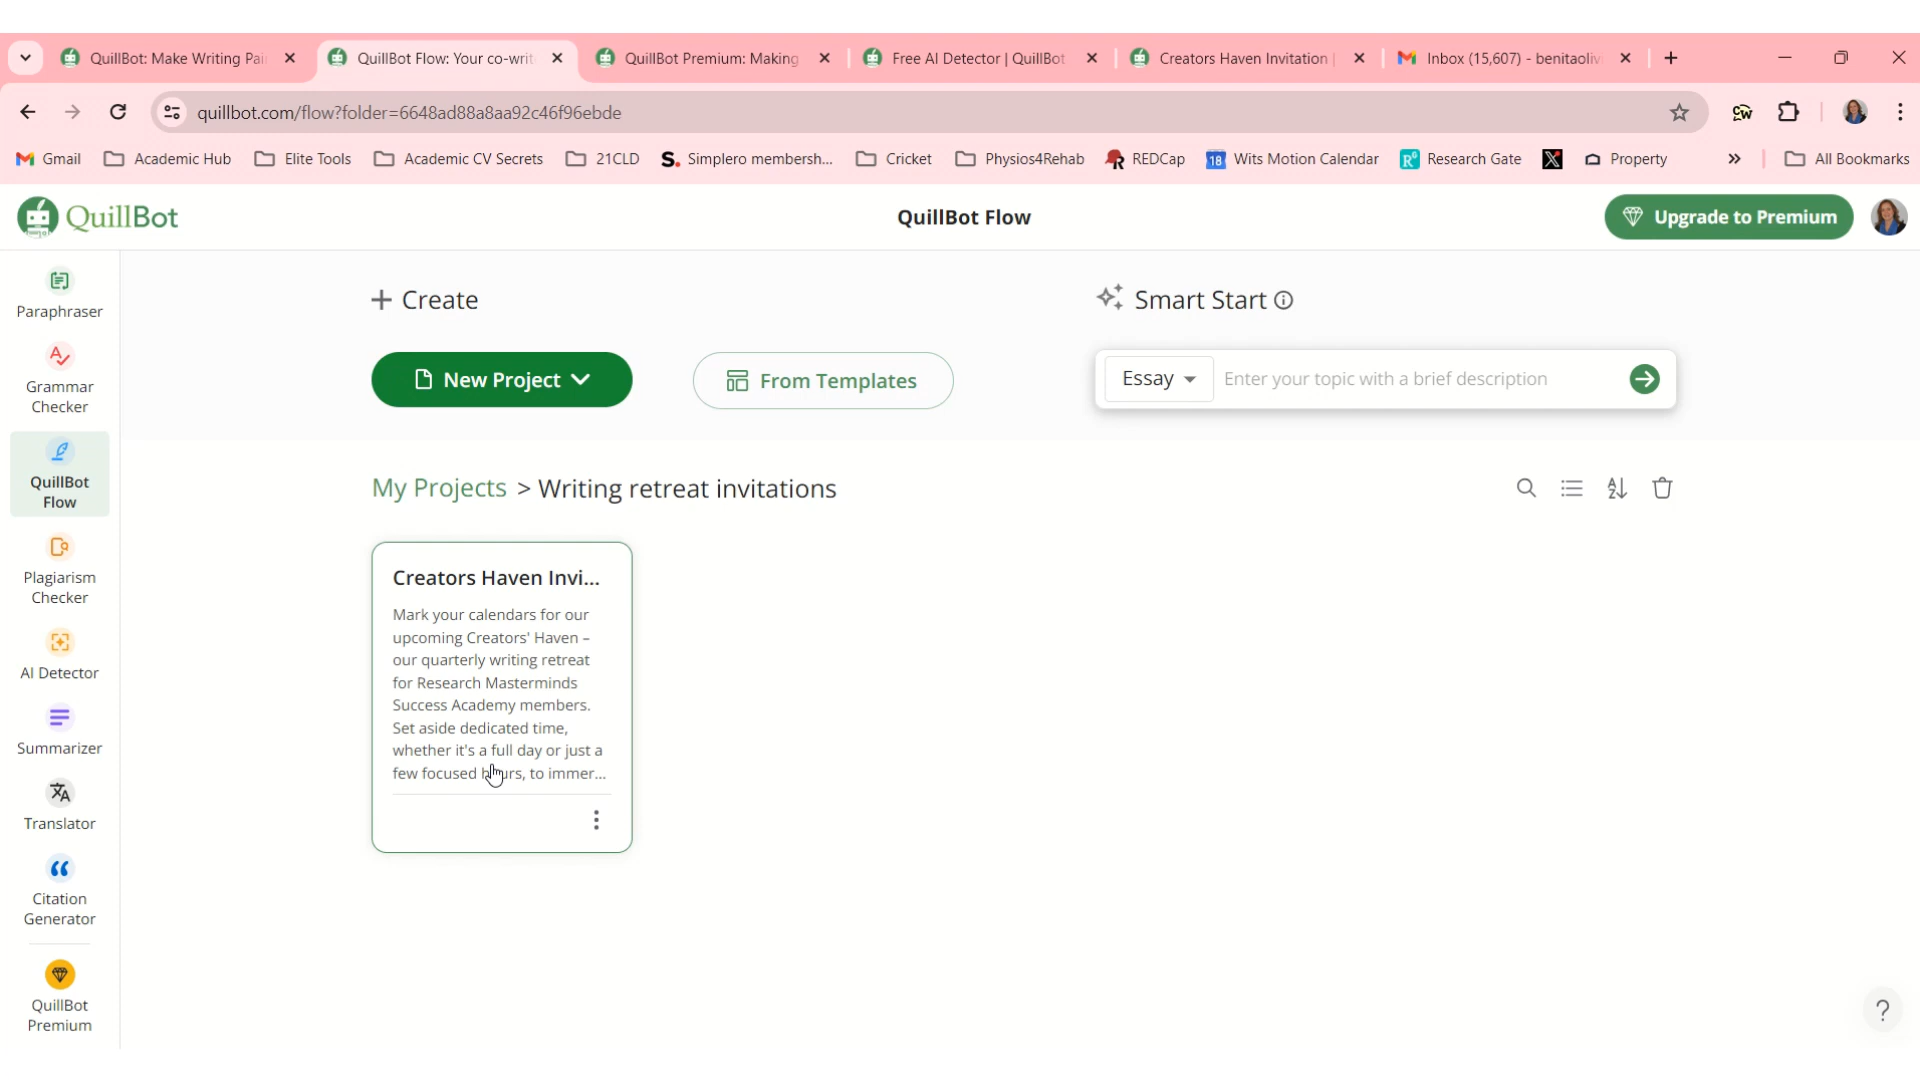 QuillBot: Make Writing Pai
QuillBot Flow: Your co-writ
QuillBot Premium: Making
Free AI Detector | QuillBot
Creators Haven Invitation |
Inbox (15,607) - benitaoliv
quillbot.com/flow?folder=6648ad88a8aa92c46f96ebde
Gmail
Academic Hub
Elite Tools
Academic CV Secrets
21CLD
Simplero membersh...
Cricket
Physios4Rehab
REDCap
18
Wits Motion Calendar
Research Gate
Property
All Bookmarks
QuillBot
QuillBot Flow
Upgrade to Premium
Paraphraser
Grammar
Checker
QuillBot
Flow
Plagiarism
Checker
AI Detector
Summarizer
Translator
Citation
Generator
QuillBot
Premium
+ Create
Smart Start
New Project
From Templates
Essay
Enter your topic with a brief description
My Projects > Writing retreat invitations
Creators Haven Invi...
Mark your calendars for our
upcoming Creators' Haven –
our quarterly writing retreat
for Research Masterminds
Success Academy members.
Set aside dedicated time,
whether it's a full day or just a
few focused hours, to immer...
?